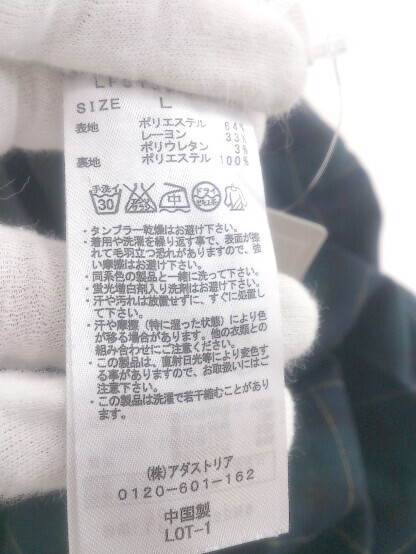 SIZE L
表地 ポリエステル 64%
レーヨン 33%
ポリウレタン 3%
裏地 ポリエステル 100%
手洗イ 30 中 ドライ
・タンブラー乾燥はお避け下さい。
・着用や洗濯を繰り返す事で、表面が擦
れて毛羽立つ恐れがありますので、強
い摩擦はお避け下さい。
・同系色の製品と一緒に洗って下さい。
・蛍光増白剤入り洗剤はお避け下さい。
・汗や汚れは放置せずに、すぐに処置し
て下さい。
・汗や摩擦（特に湿った状態）により色
が移る場合があります。他の衣類との
組み合わせにご注意ください。
・この製品は、直射日光等により変色す
る事がありますので、お取扱いにはご
注意下さい。
・この製品は洗濯で若干縮むことがあり
ます。
(株)アダストリア
0120-601-162
中国製
LOT-1